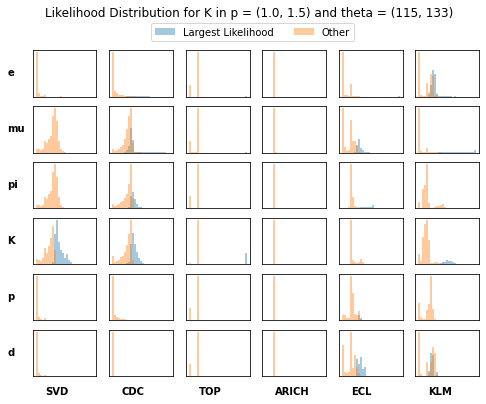 Likelihood Distribution for K in p = (1.0, 1.5) and theta = (115, 133)
Largest Likelihood Other
e
mu
pi
K
p
d
SVD CDC TOP ARICH ECL KLM